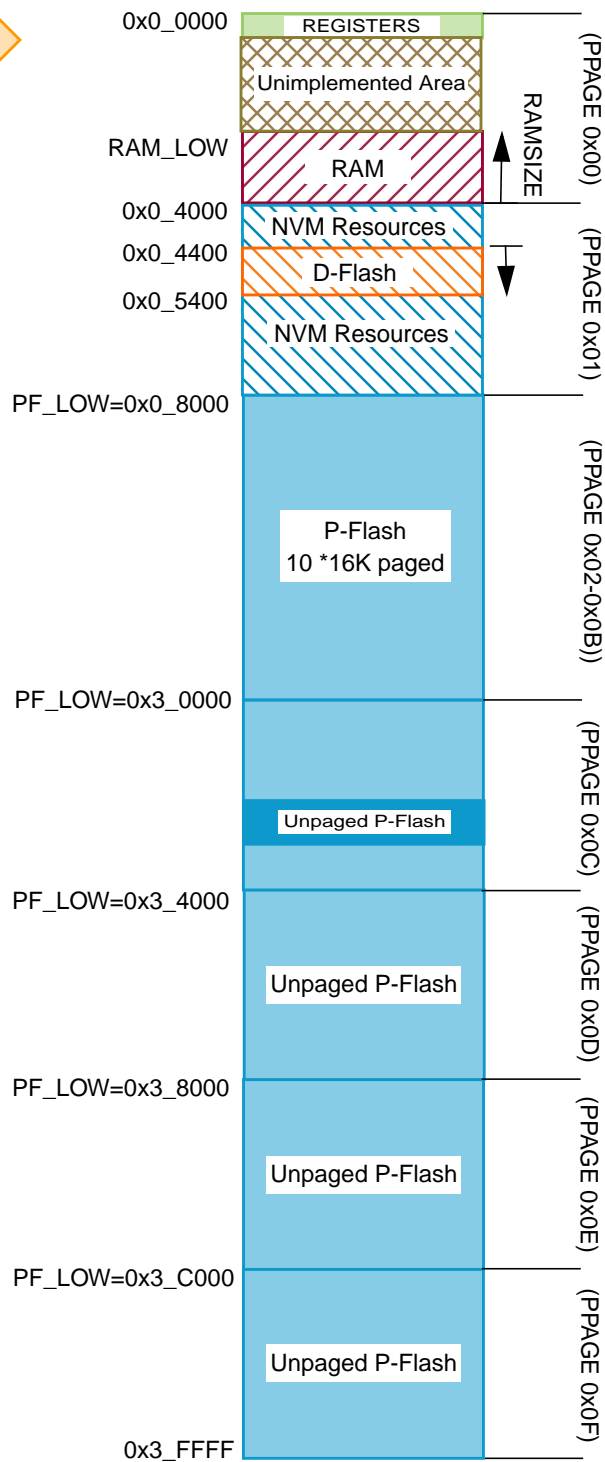 0x0_0000
REGISTERS
(PPAGE 0x00)
Unimplemented Area
RAMSIZE
RAM_LOW
RAM
0x0_4000
NVM Resources
(PPAGE 0x01)
0x0_4400
D-Flash
0x0_5400
NVM Resources
PF_LOW=0x0_8000
P-Flash
10 *16K paged
(PPAGE 0x02-0x0B))
PF_LOW=0x3_0000
(PPAGE 0x0C)
Unpaged P-Flash
PF_LOW=0x3_4000
Unpaged P-Flash
(PPAGE 0x0D)
PF_LOW=0x3_8000
Unpaged P-Flash
(PPAGE 0x0E)
PF_LOW=0x3_C000
Unpaged P-Flash
(PPAGE 0x0F)
0x3_FFFF